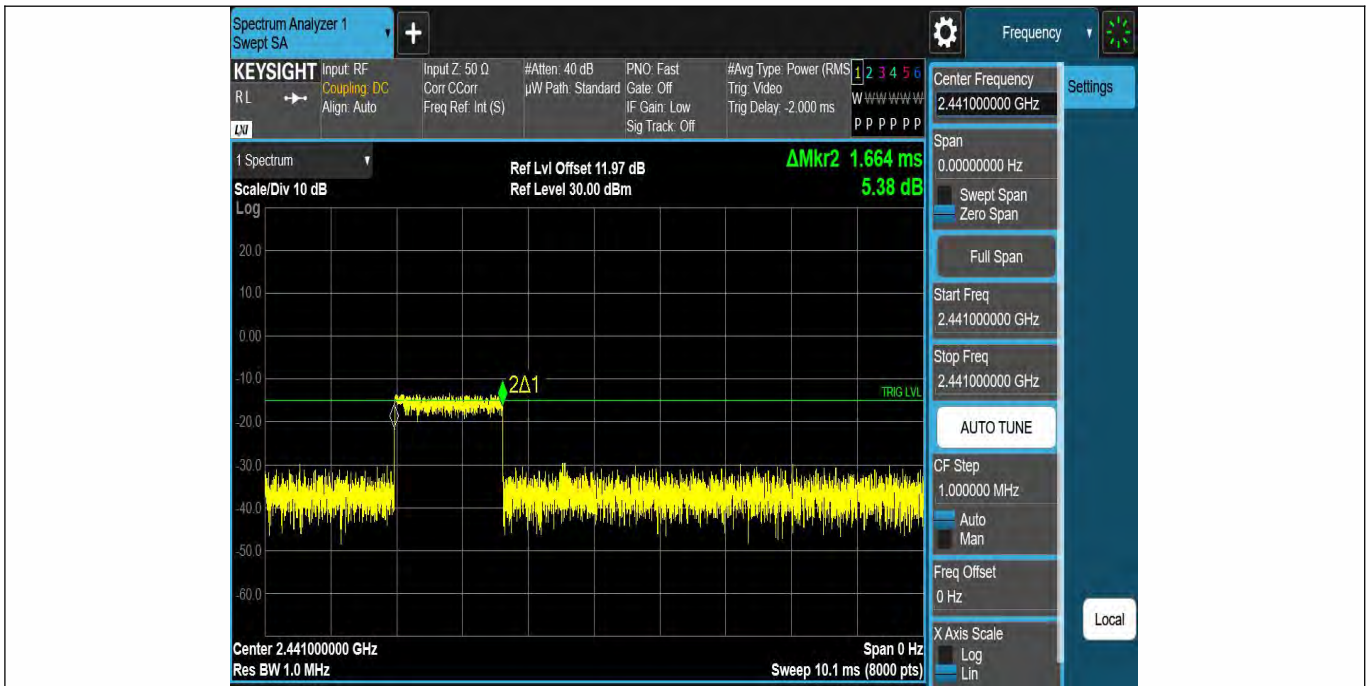 Spectrum Analyzer 1
Swept SA
+
Frequency
KEYSIGHT
RL
LXI
Input: RF
Coupling: DC
Align: Auto
Input Z: 50 Ω
Corr CCorr
Freq Ref: Int (S)
#Atten: 40 dB
µW Path: Standard
PNO: Fast
Gate: Off
IF Gain: Low
Sig Track: Off
#Avg Type: Power (RMS
Trig: Video
Trig Delay: -2.000 ms
1 2 3 4 5 6
W W W W W W
P P P P P P
1 Spectrum
Scale/Div 10 dB
Log
Ref Lvl Offset 11.97 dB
Ref Level 30.00 dBm
ΔMkr2 1.664 ms
5.38 dB
20.0
10.0
0.00
-10.0
-20.0
-30.0
-40.0
-50.0
-60.0
2Δ1
TRIG LVL
Center 2.441000000 GHz
Res BW 1.0 MHz
Span 0 Hz
Sweep 10.1 ms (8000 pts)
Center Frequency
2.441000000 GHz
Span
0.00000000 Hz
Swept Span
Zero Span
Full Span
Start Freq
2.441000000 GHz
Stop Freq
2.441000000 GHz
AUTO TUNE
CF Step
1.000000 MHz
Auto
Man
Freq Offset
0 Hz
X Axis Scale
Log
Lin
Settings
Local